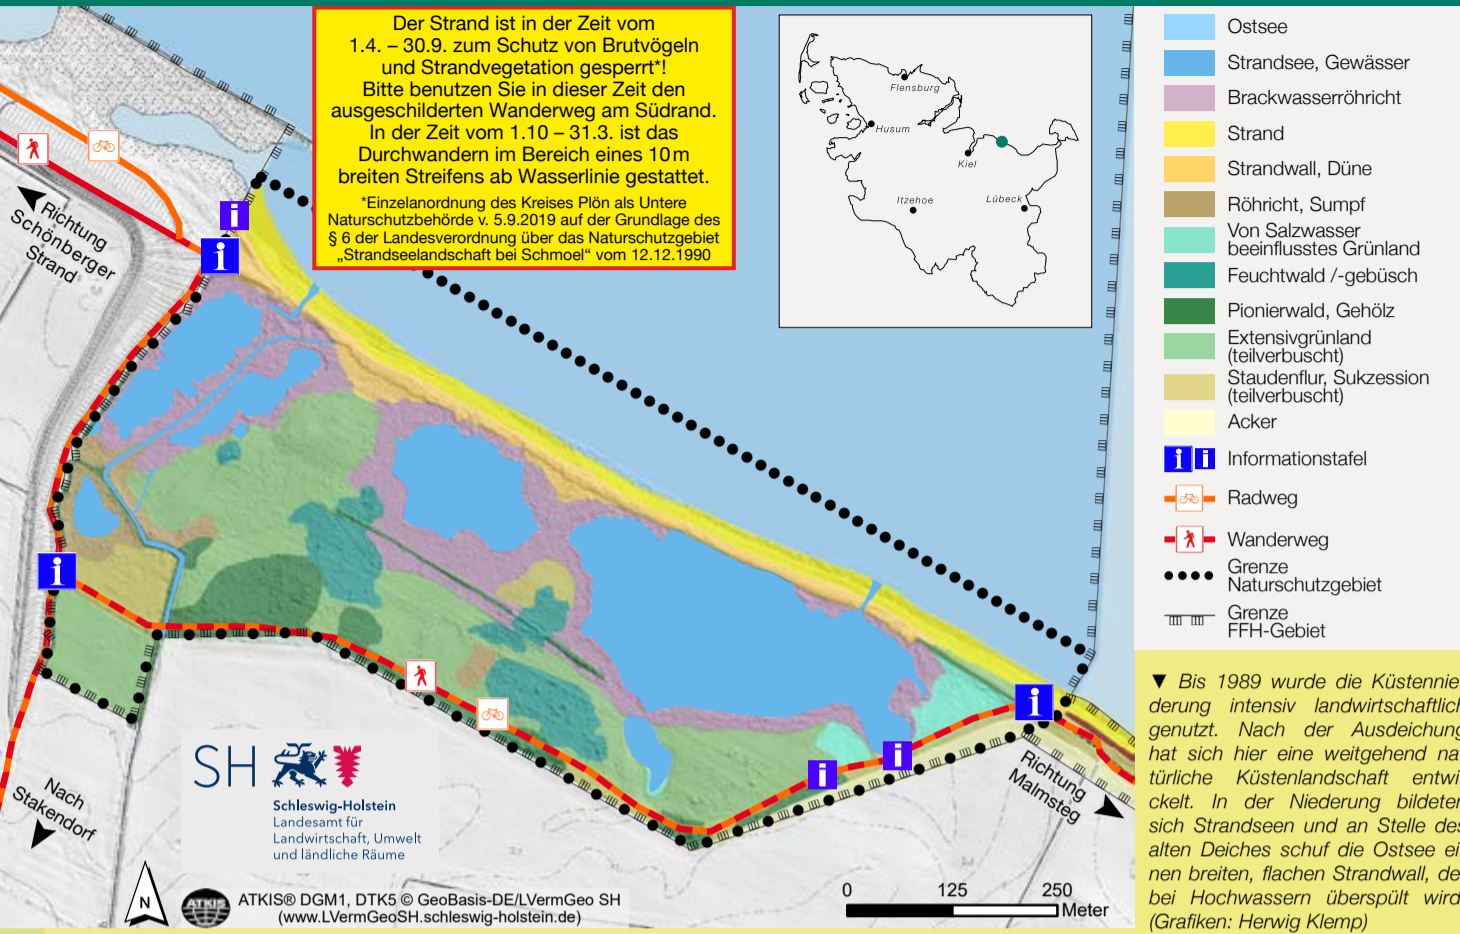 Der Strand ist in der Zeit vom
1.4. – 30.9. zum Schutz von Brutvögeln
und Strandvegetation gesperrt*!
Bitte benutzen Sie in dieser Zeit den
ausgeschilderten Wanderweg am Südrand.
In der Zeit vom 1.10 – 31.3. ist das
Durchwandern im Bereich eines 10 m
breiten Streifens ab Wasserlinie gestattet.
*Einzelanordnung des Kreises Plön als Untere
Naturschutzbehörde v. 5.9.2019 auf der Grundlage des
§ 6 der Landesverordnung über das Naturschutzgebiet
„Strandseelandschaft bei Schmoel“ vom 12.12.1990
Flensburg
Husum
Kiel
Itzehoe
Lübeck
Ostsee
Strandsee, Gewässer
Brackwasserröhricht
Strand
Strandwall, Düne
Röhricht, Sumpf
Von Salzwasser
beeinflusstes Grünland
Feuchtwald /-gebüsch
Pionierwald, Gehölz
Extensivgrünland
(teilverbuscht)
Staudenflur, Sukzession
(teilverbuscht)
Acker
i i Informationstafel
Radweg
Wanderweg
Grenze
Naturschutzgebiet
Grenze
FFH-Gebiet
Richtung
Schönberger
Strand
i
i
i
i
i
i
Nach
Stakendorf
Richtung
Malmsteg
SH
Schleswig-Holstein
Landesamt für
Landwirtschaft, Umwelt
und ländliche Räume
N
ATKIS
ATKIS® DGM1, DTK5 © GeoBasis-DE/LVermGeo SH
(www.LVermGeoSH.schleswig-holstein.de)
0 125 250
Meter
▼ Bis 1989 wurde die Küstennie
derung intensiv landwirtschaftlich
genutzt. Nach der Ausdeichung
hat sich hier eine weitgehend na
türliche Küstenlandschaft entwi
ckelt. In der Niederung bildeten
sich Strandseen und an Stelle des
alten Deiches schuf die Ostsee ei
nen breiten, flachen Strandwall, de
bei Hochwassern überspült wird
(Grafiken: Herwig Klemp)